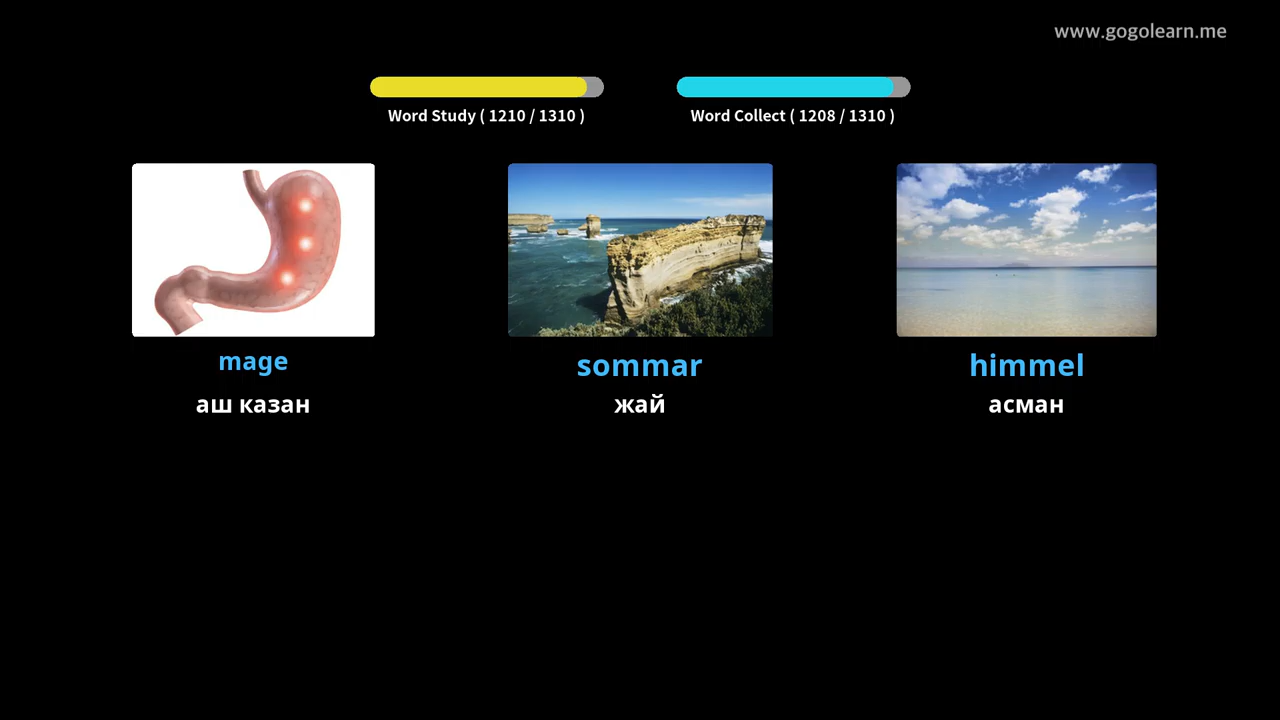 www.gogolearn.me
Word Study ( 1210 / 1310 )
Word Collect ( 1208 / 1310 )
mage
sommar
himmel
аш казан
жай
асман